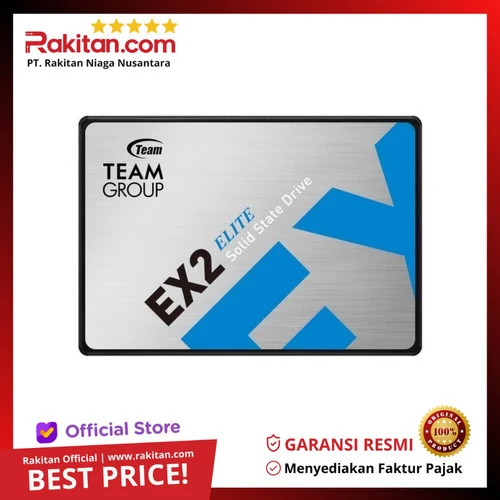 Rakitan.com
PT. Rakitan Niaga Nusantara
Team
TEAM
GROUP
EX2 ELITE
Solid State Drive
EX
Official Store
Rakitan Official | www.rakitan.com
BEST PRICE!
GARANSI RESMI
Menyediakan Faktur Pajak
ORIGINAL
100%
PRODUCT